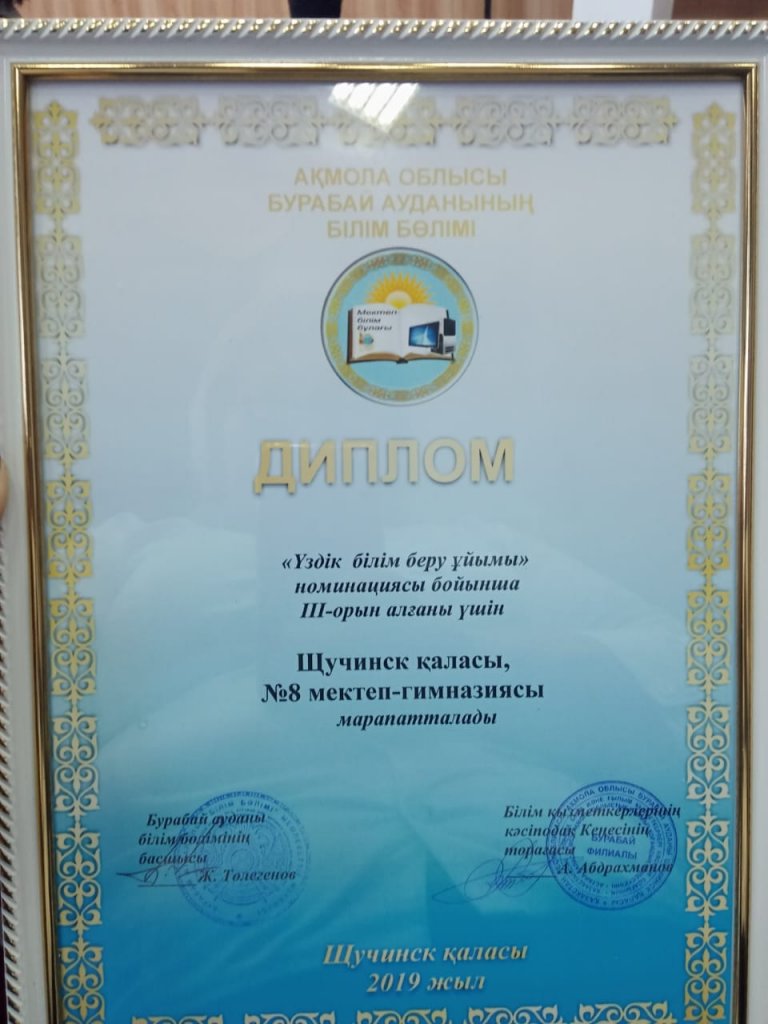 АҚМОЛА ОБЛЫСЫ
БУРАБАЙ АУДАНЫНЫҢ
БІЛІМ БӨЛІМІ
Мектеп
білім
бұлағы
ДИПЛОМ
«Үздік білім беру ұйымы»
номинациясы бойынша
ІІІ-орын алғаны үшін
Щучинск қаласы,
№8 мектеп-гимназиясы
марапатталады
Бурабай ауданы
білім бөлімінің
басшысы
Ж. Төлегенов
Білім қызметкерлерінің
кәсіподақ Кеңесінің
төрағасы
А. Абдрахманов
БУРАБАЙ
ФИЛИАЛЫ
Щучинск қаласы
2019 жыл